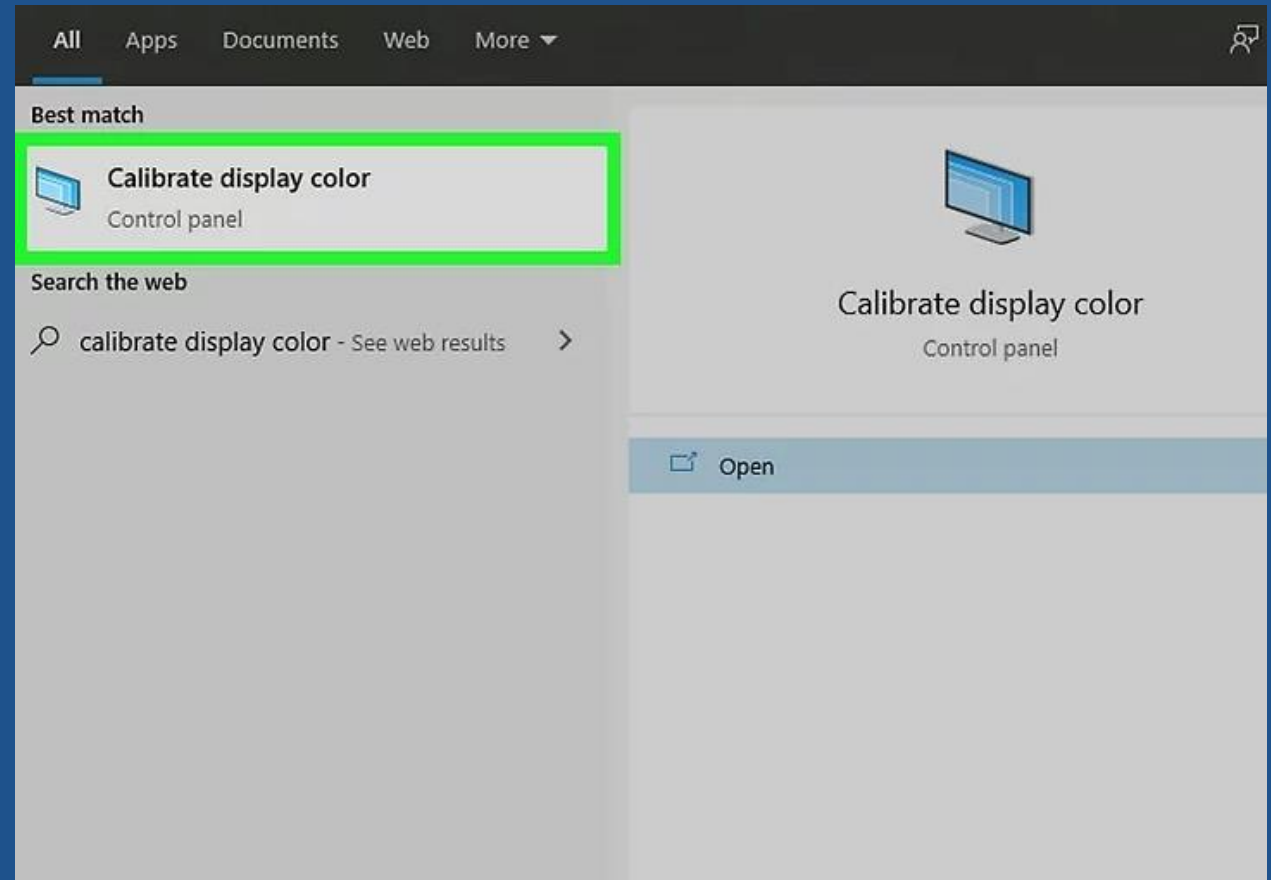 All Apps Documents Web More
Best match
Calibrate display color
Control panel
Search the web
calibrate display color - See web results
Calibrate display color
Control panel
Open